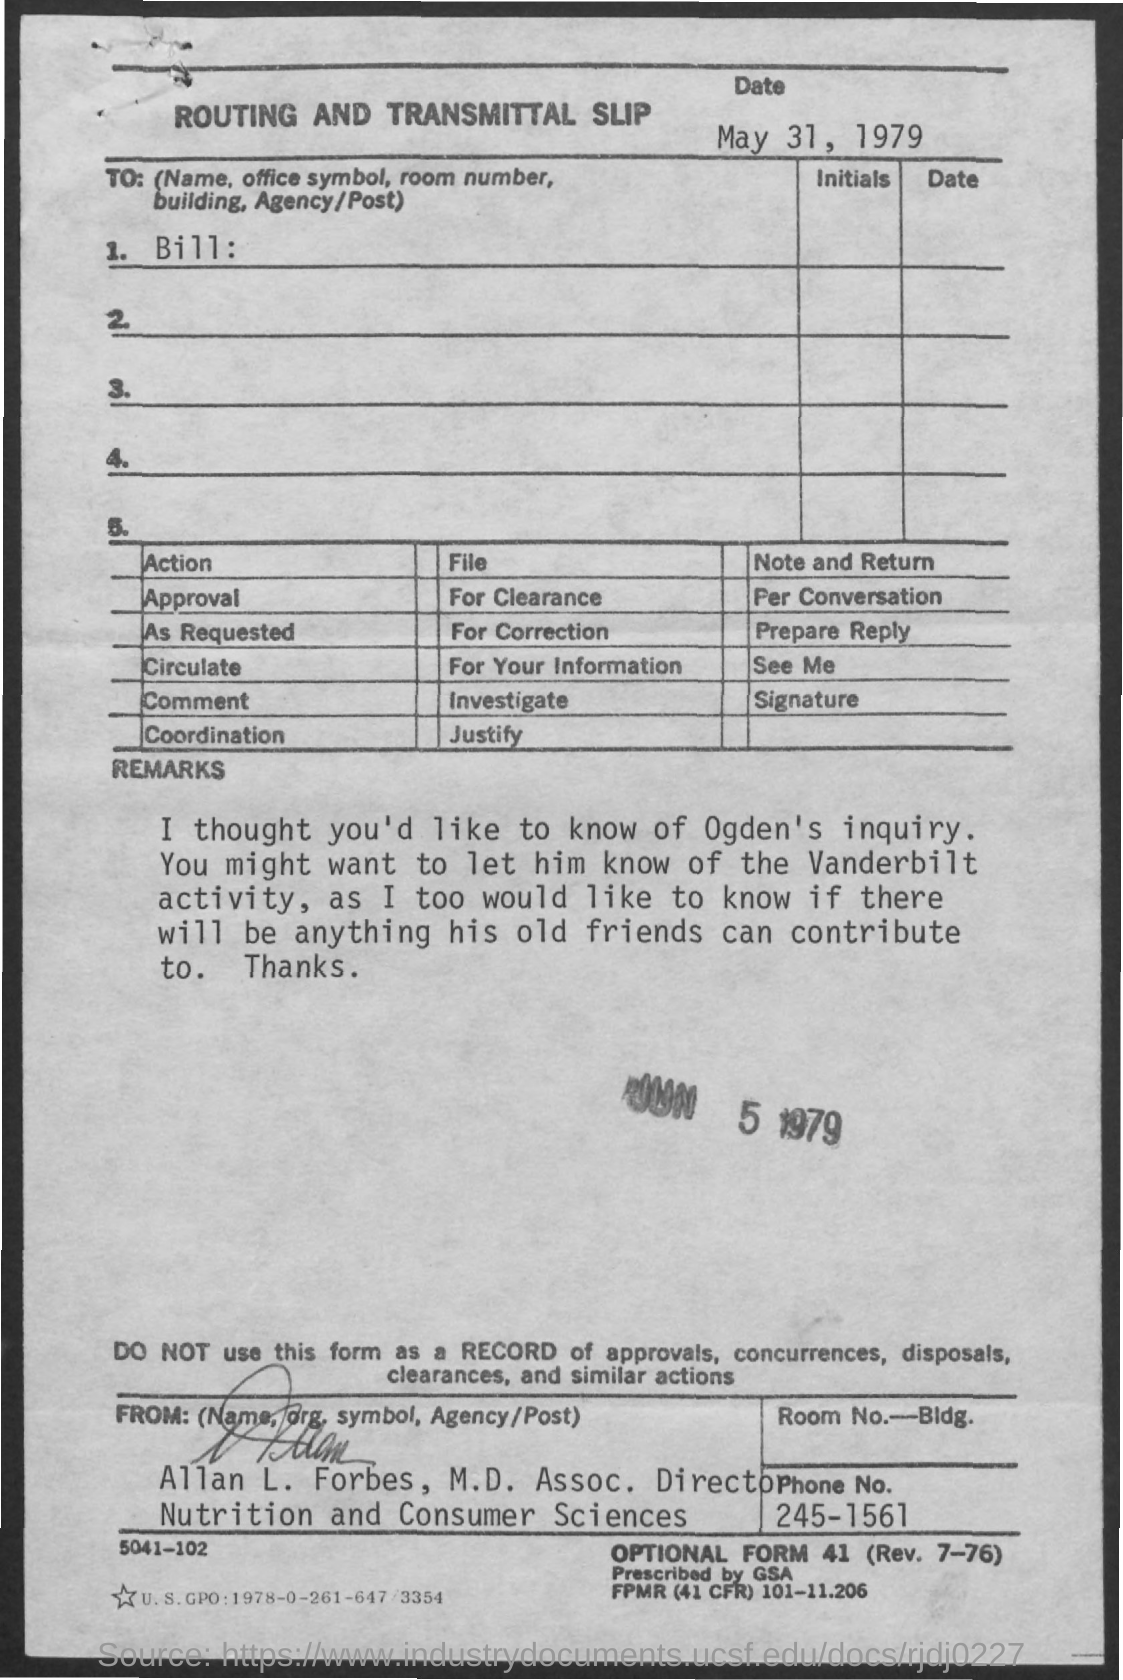 Date
ROUTING AND TRANSMITTAL SLIP
May 31, 1979
TO: (Name, office symbol, room number,
building, Agency/Post)
Initials
Date
1. Bill:
2.
3.
4.
5.
Action File Note and Return
Approval For Clearance Per Conversation
As Requested For Correction Prepare Reply
Circulate For Your Information See Me
Comment Investigate Signature
Coordination Justify
REMARKS
I thought you'd like to know of Ogden's inquiry.
You might want to let him know of the Vanderbilt
activity, as I too would like to know if there
will be anything his old friends can contribute
to. Thanks.
JUN 5 1979
DO NOT use this form as a RECORD of approvals, concurrences, disposals,
clearances, and similar actions
FROM: (Name, org. symbol, Agency/Post)
Room No.—Bldg.
Allan
Allan L. Forbes, M.D. Assoc. Director
Phone No.
Nutrition and Consumer Sciences
245-1561
5041-102
OPTIONAL FORM 41 (Rev. 7-76)
Prescribed by GSA
FPMR (41 CFR) 101-11.206
☆ U.S.GPO:1978-0-261-647/3354
Source: https://www.industrydocuments.ucsf.edu/docs/rjdj0227